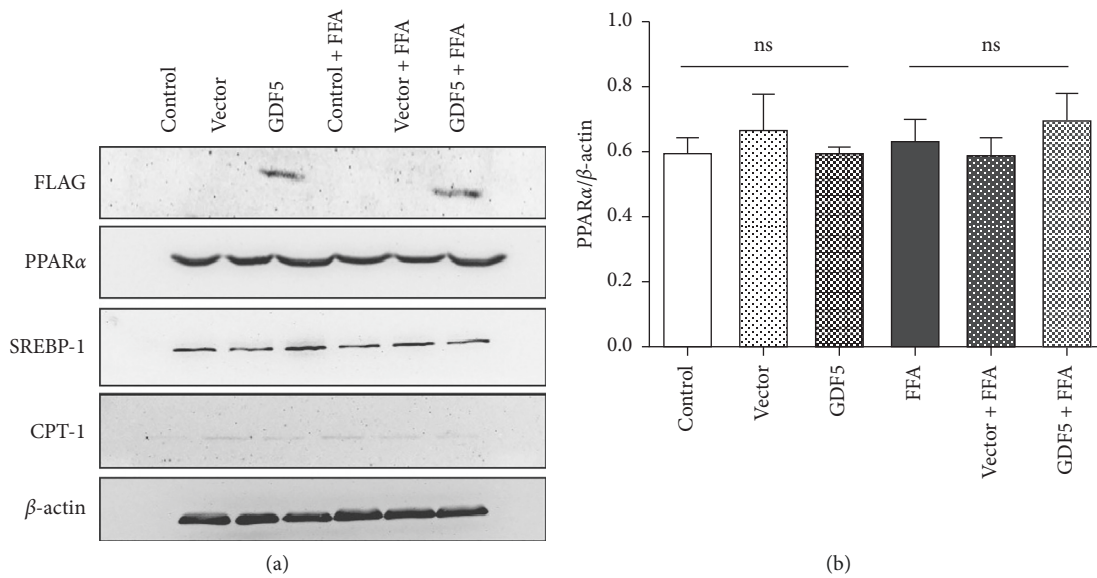 Control
Vector
GDF5
Control + FFA
Vector + FFA
GDF5 + FFA
FLAG
PPARα
SREBP-1
CPT-1
β-actin
(a)
PPARα/β-actin
1.0
0.8
0.6
0.4
0.2
0.0
ns
ns
Control
Vector
GDF5
FFA
Vector + FFA
GDF5 + FFA
(b)